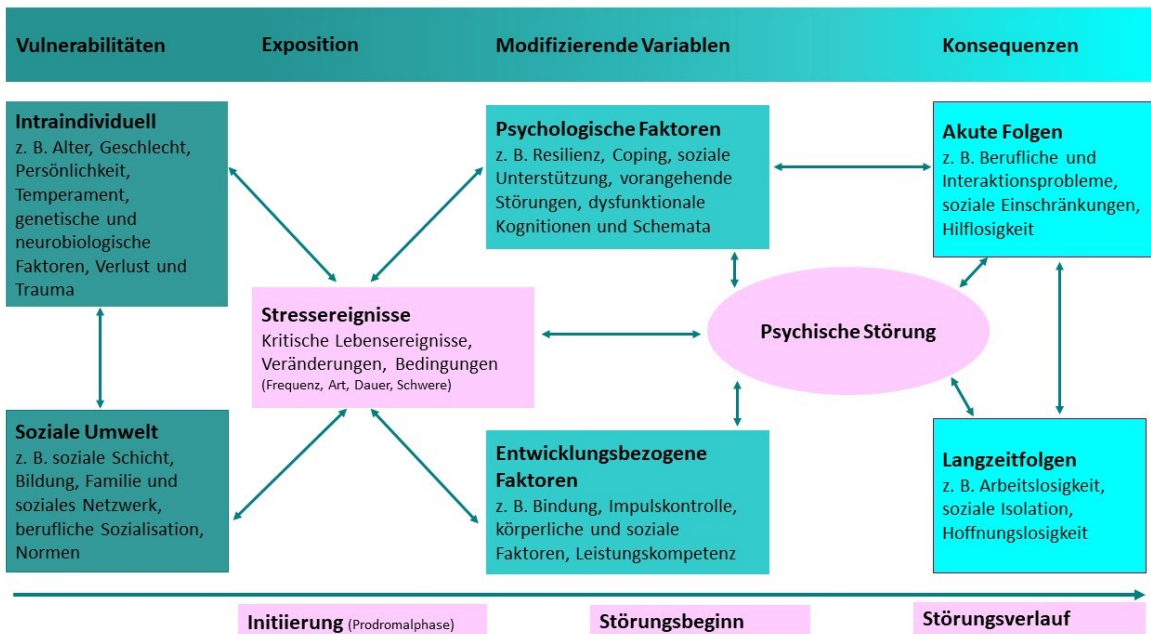 Vulnerabilitäten
Exposition
Modifizierende Variablen
Konsequenzen
Intraindividuell
z. B. Alter, Geschlecht,
Persönlichkeit,
Temperament,
genetische und
neurobiologische
Faktoren, Verlust und
Trauma
Soziale Umwelt
z. B. soziale Schicht,
Bildung, Familie und
soziales Netzwerk,
berufliche Sozialisation,
Normen
Stressereignisse
Kritische Lebensereignisse,
Veränderungen, Bedingungen
(Frequenz, Art, Dauer, Schwere)
Psychologische Faktoren
z. B. Resilienz, Coping, soziale
Unterstützung, vorangehende
Störungen, dysfunktionale
Kognitionen und Schemata
Entwicklungsbezogene
Faktoren
z. B. Bindung, Impulskontrolle,
körperliche und soziale
Faktoren, Leistungskompetenz
Psychische Störung
Akute Folgen
z. B. Berufliche und
Interaktionsprobleme,
soziale Einschränkungen,
Hilflosigkeit
Langzeitfolgen
z. B. Arbeitslosigkeit,
soziale Isolation,
Hoffnungslosigkeit
Initiierung (Prodromalphase)
Störungsbeginn
Störungsverlauf